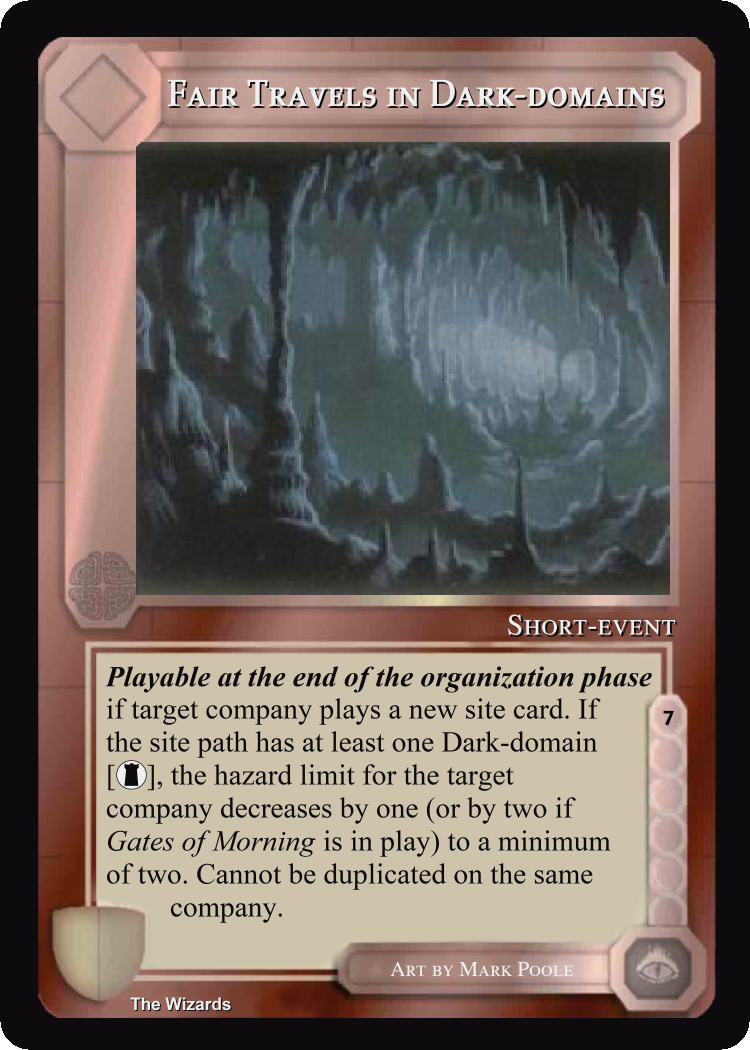 Fair Travels in Dark-domains
Short-event
Playable at the end of the organization phase
if target company plays a new site card. If
the site path has at least one Dark-domain
[], the hazard limit for the target
company decreases by one (or by two if
Gates of Morning is in play) to a minimum
of two. Cannot be duplicated on the same
company.
7
Art by Mark Poole
The Wizards